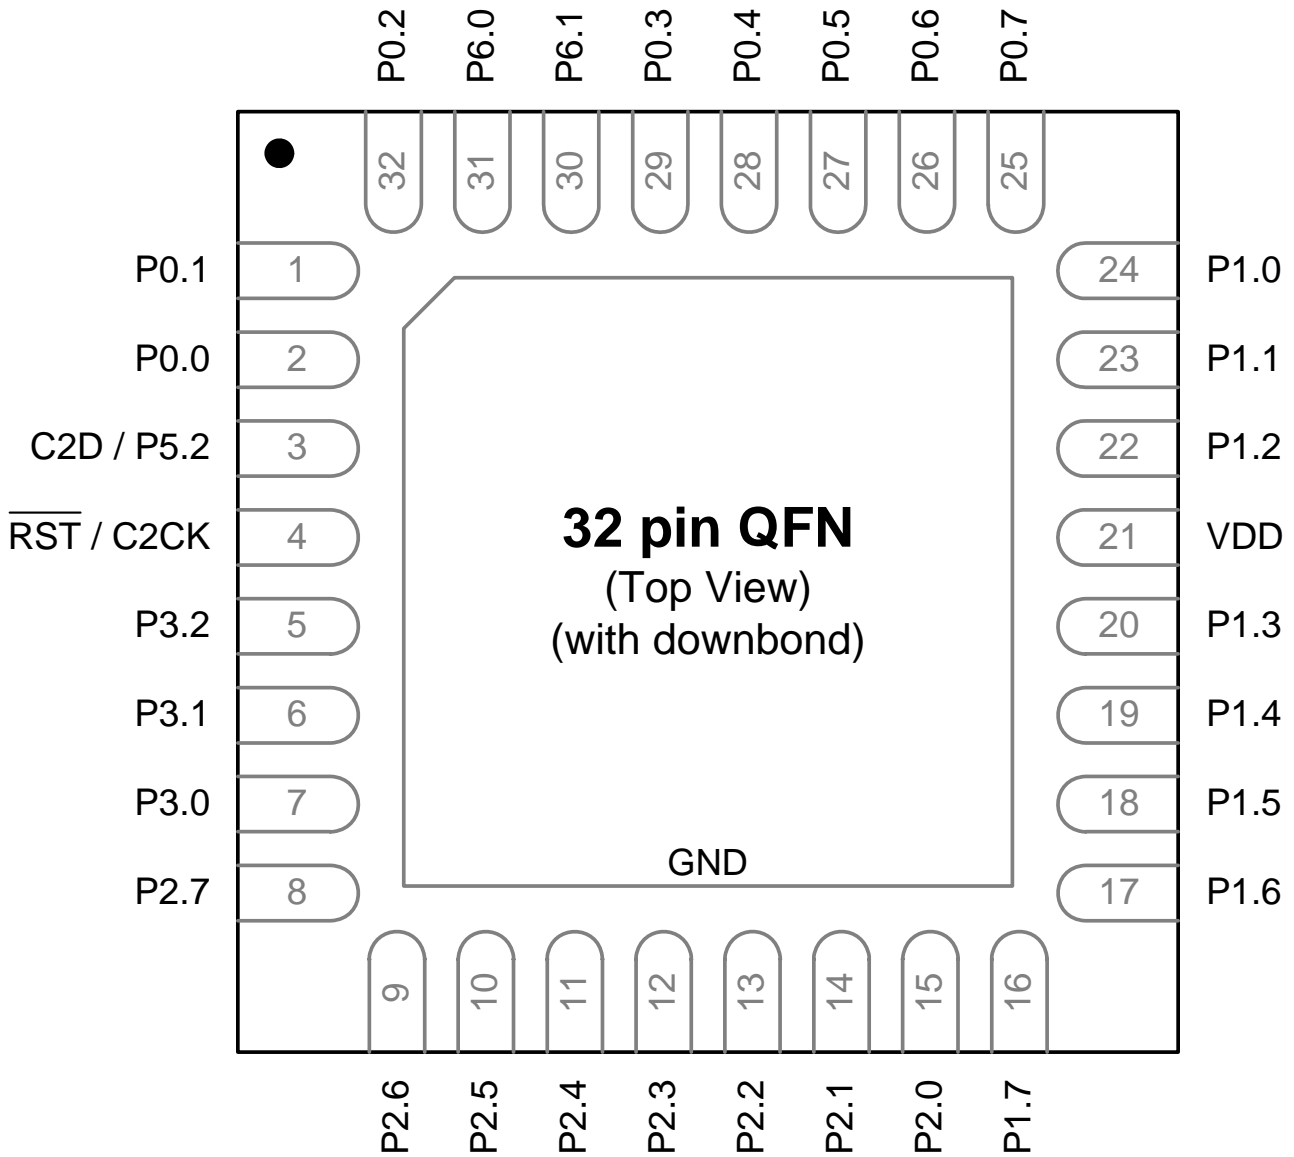 P0.2 P6.0 P6.1 P0.3 P0.4 P0.5 P0.6 P0.7
32 31 30 29 28 27 26 25
P0.1 1 24 P1.0
P0.0 2 23 P1.1
C2D / P5.2 3 22 P1.2
RST / C2CK 4 21 VDD
32 pin QFN
(Top View)
(with downbond)
P3.2 5 20 P1.3
P3.1 6 19 P1.4
P3.0 7 18 P1.5
GND
P2.7 8 17 P1.6
9 10 11 12 13 14 15 16
P2.6 P2.5 P2.4 P2.3 P2.2 P2.1 P2.0 P1.7